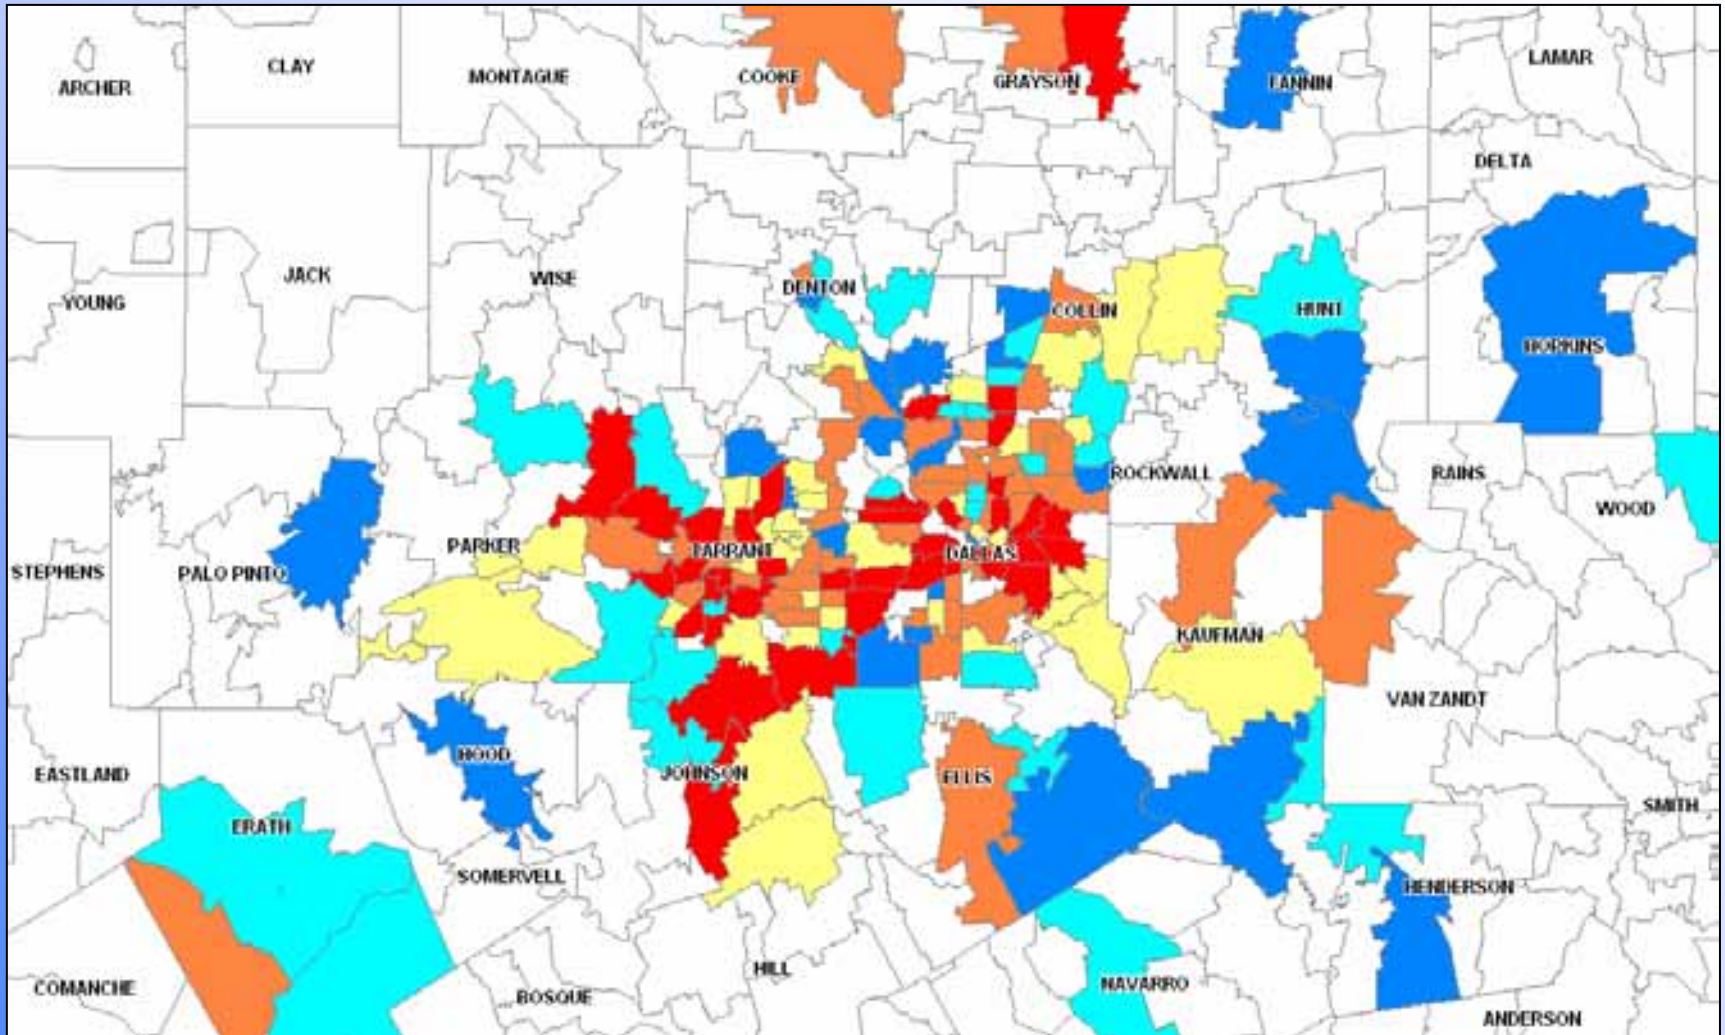 ARCHER
CLAY
MONTAGUE
COOKE
GRAYSON
FANNIN
LAMAR
DELTA
YOUNG
JACK
WISE
DENTON
COLLIN
HUNT
HOPKINS
STEPHENS
PALO PINTO
PARKER
TARRANT
DALLAS
ROCKWALL
RAINS
WOOD
KAUFMAN
VAN ZANDT
EASTLAND
HOOD
JOHNSON
ELLIS
SMITH
ERATH
SOMERVELL
HENDERSON
COMANCHE
BOSQUE
HILL
NAVARRO
ANDERSON